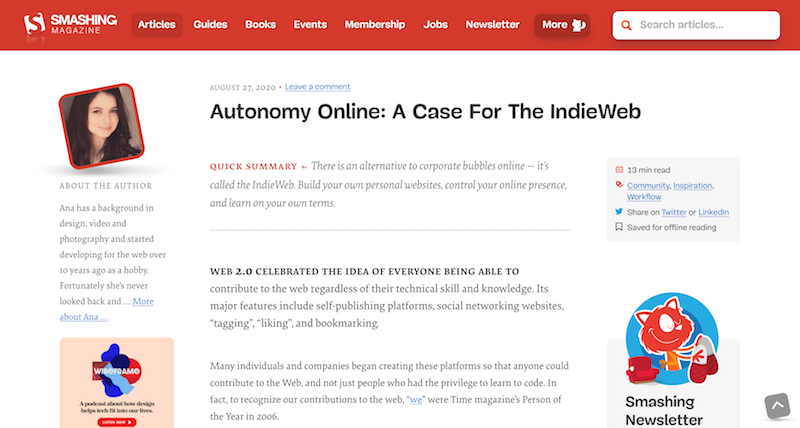 SMASHING
MAGAZINE
Articles
Guides
Books
Events
Membership
Jobs
Newsletter
More
Search articles...
AUGUST 27, 2020 • Leave a comment
Autonomy Online: A Case For The IndieWeb
ABOUT THE AUTHOR
Ana has a background in
design, video and
photography and started
developing for the web over
10 years ago as a hobby.
Fortunately she's never
looked back and ... More
about Ana ...
WIREFRAME
A podcast about how design
helps tech fit into our lives.
LISTEN NOW
QUICK SUMMARY ~ There is an alternative to corporate bubbles online — it's
called the IndieWeb. Build your own personal websites, control your online presence,
and learn on your own terms.
WEB 2.0 CELEBRATED THE IDEA OF EVERYONE BEING ABLE TO
contribute to the web regardless of their technical skill and knowledge. Its
major features include self-publishing platforms, social networking websites,
“tagging”, “liking”, and bookmarking.
Many individuals and companies began creating these platforms so that anyone could
contribute to the Web, and not just people who had the privilege to learn to code. In
fact, to recognize our contributions to the web, “we” were Time magazine's Person of
the Year in 2006.
13 min read
Community, Inspiration,
Workflow
Share on Twitter or LinkedIn
Saved for offline reading
Smashing
Newsletter